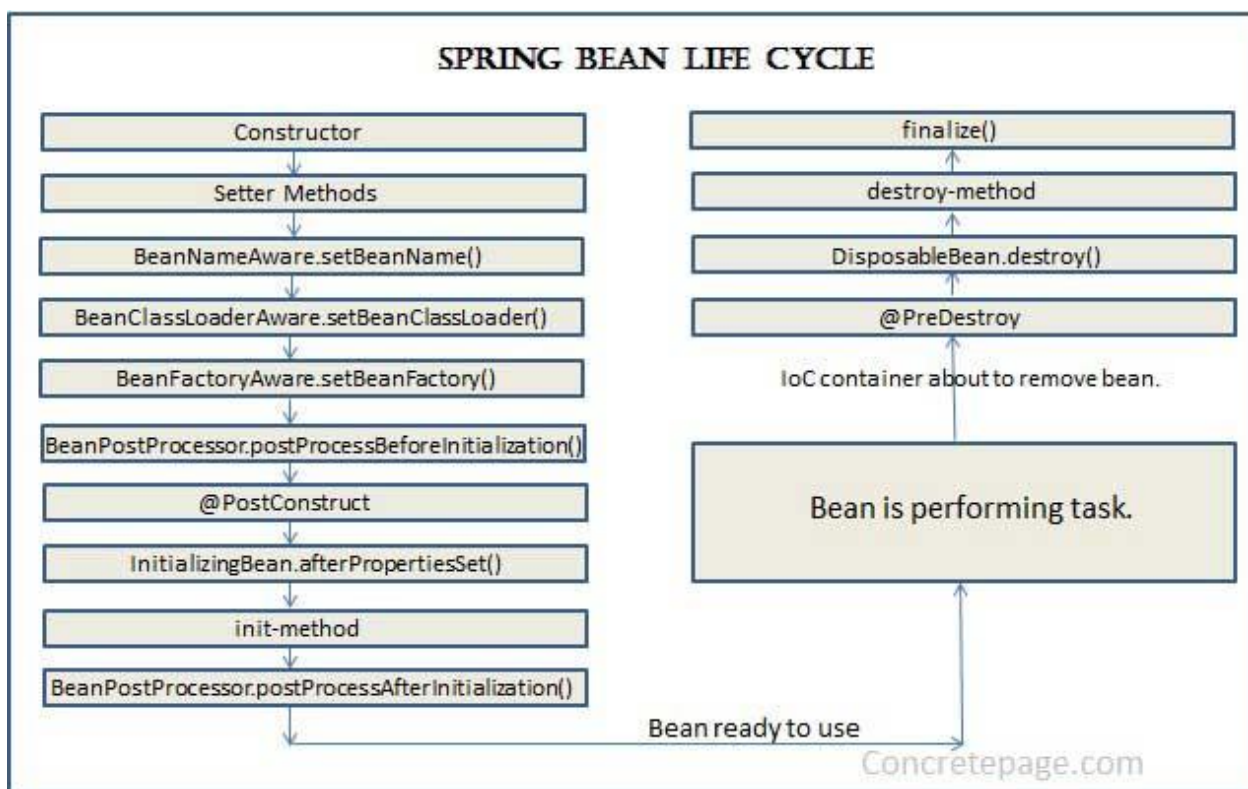 SPRING BEAN LIFE CYCLE
Constructor
Setter Methods
BeanNameAware.setBeanName()
BeanClassLoaderAware.setBeanClassLoader()
BeanFactoryAware.setBeanFactory()
BeanPostProcessor.postProcessBeforeInitialization()
@PostConstruct
InitializingBean.afterPropertiesSet()
init-method
BeanPostProcessor.postProcessAfterInitialization()
Bean ready to use
Bean is performing task.
IoC container about to remove bean.
@PreDestroy
DisposableBean.destroy()
destroy-method
finalize()
Concretepage.com